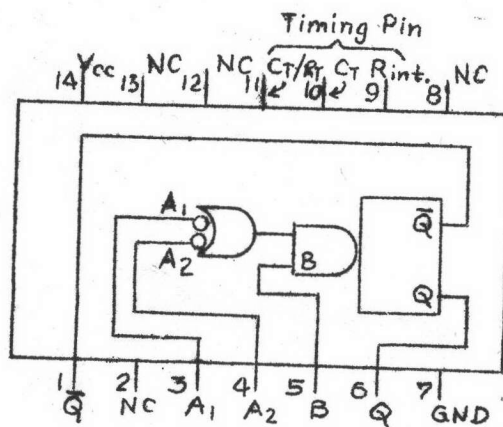 Timing Pin
Vcc NC NC CT/RT CT Rint. NC
14 13 12 11 10 9 8
A1
A2
B
Q̅
Q
1 2 3 4 5 6 7
Q̅ NC A1 A2 B Q GND